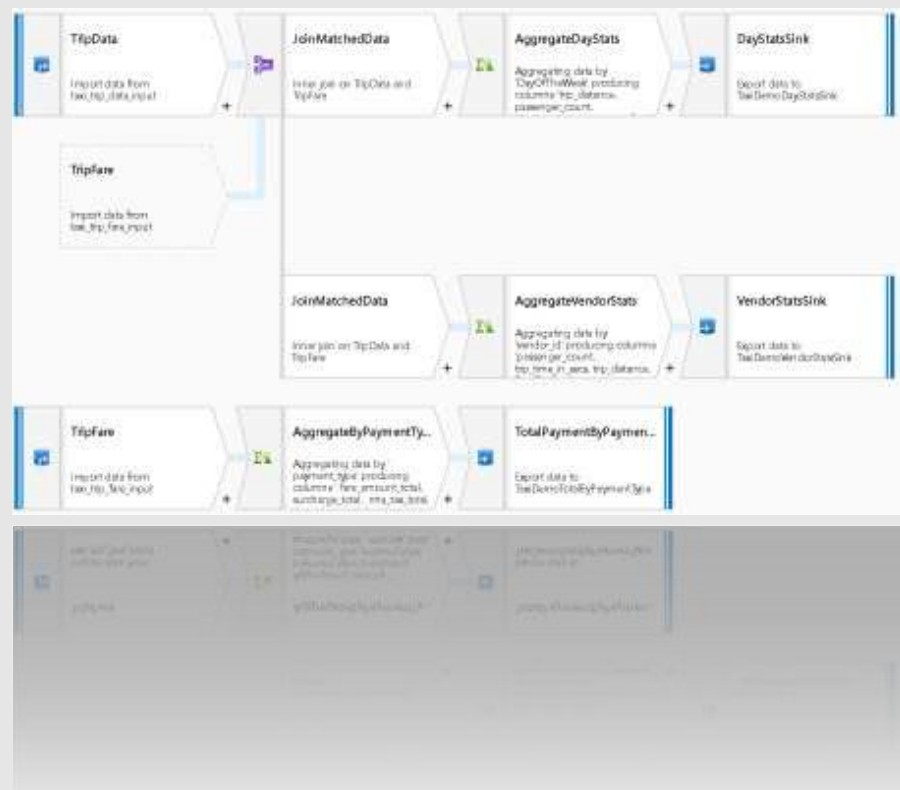 TripData
Import data from
taxi_trip_data_input
JoinMatchedData
Inner join on TripData and
TripFare
AggregateDayStats
Aggregating data by
'DayOfTheWeek' producing
columns 'trip_distance,
passenger_count,
DayStatsSink
Export data to
TaxiDemoDayStatsSink
TripFare
Import data from
taxi_trip_fare_input
JoinMatchedData
Inner join on TripData and
TripFare
AggregateVendorStats
Aggregating data by
'vendor_id' producing columns
'passenger_count,
trip_time_in_secs, trip_distance,
VendorStatsSink
Export data to
TaxiDemoVendorStatsSink
TripFare
Import data from
taxi_trip_fare_input
AggregateByPaymentTy...
Aggregating data by
'payment_type' producing
columns 'fare_amount_total,
surcharge_total, mta_tax_total,
TotalPaymentByPaymen...
Export data to
TaxiDemoTotalByPaymentType